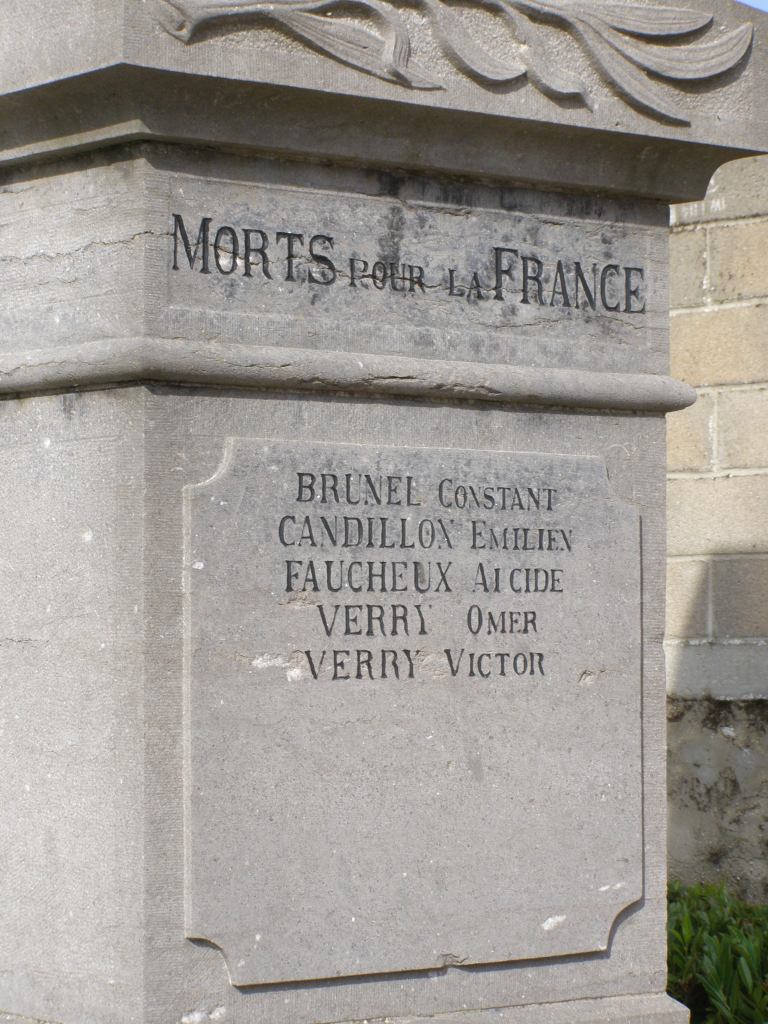 MORTS POUR LA FRANCE
BRUNEL CONSTANT
CANDILLON EMILIEN
FAUCHEUX ALCIDE
VERRY OMER
VERRY VICTOR